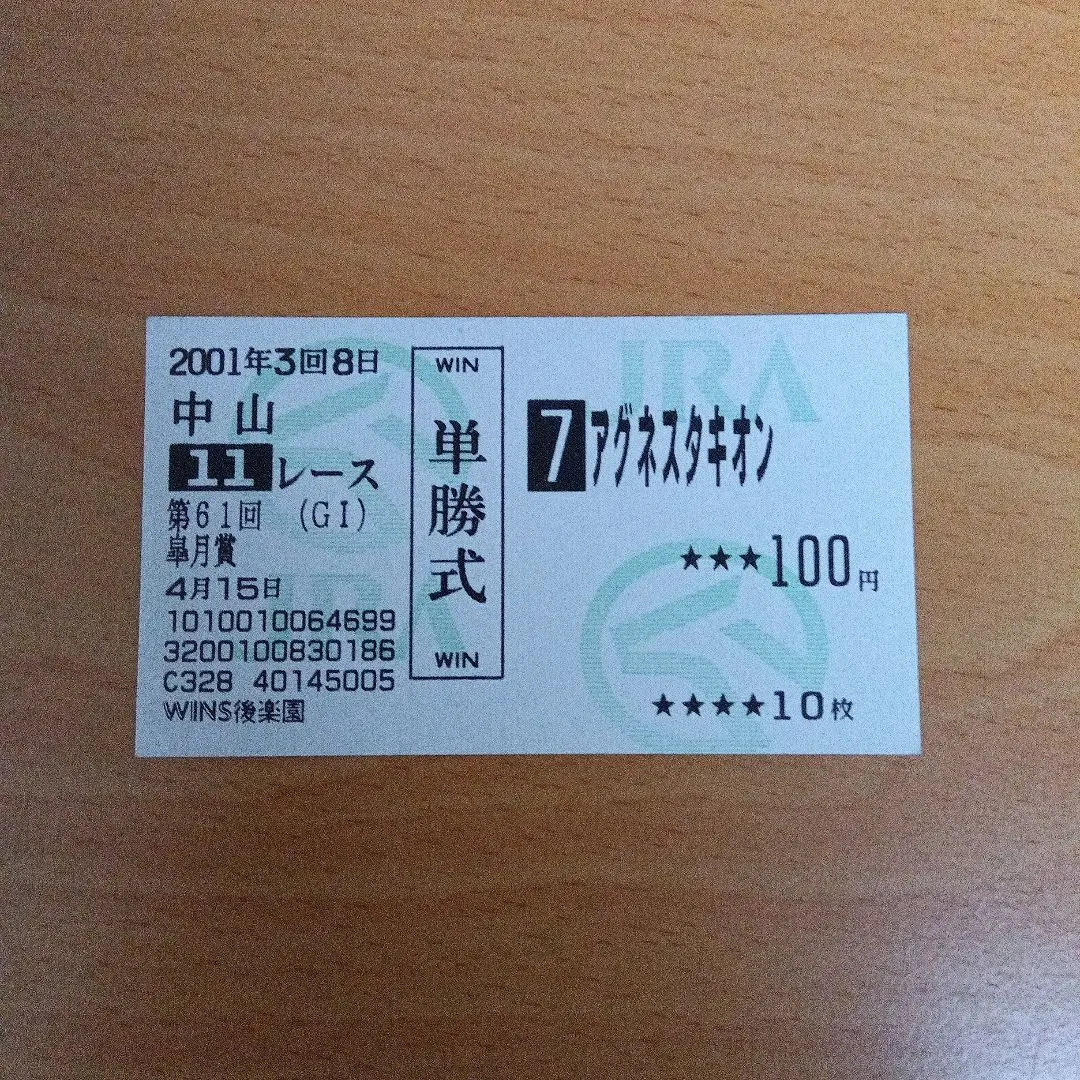 2001年3回8日
中山
11レース
第61回 (GI)
皐月賞
4月15日
1010010064699
3200100830186
C328 40145005
WINS後楽園
WIN
単勝式
WIN
JRA
7アグネスタキオン
★★★100円
★★★★10枚